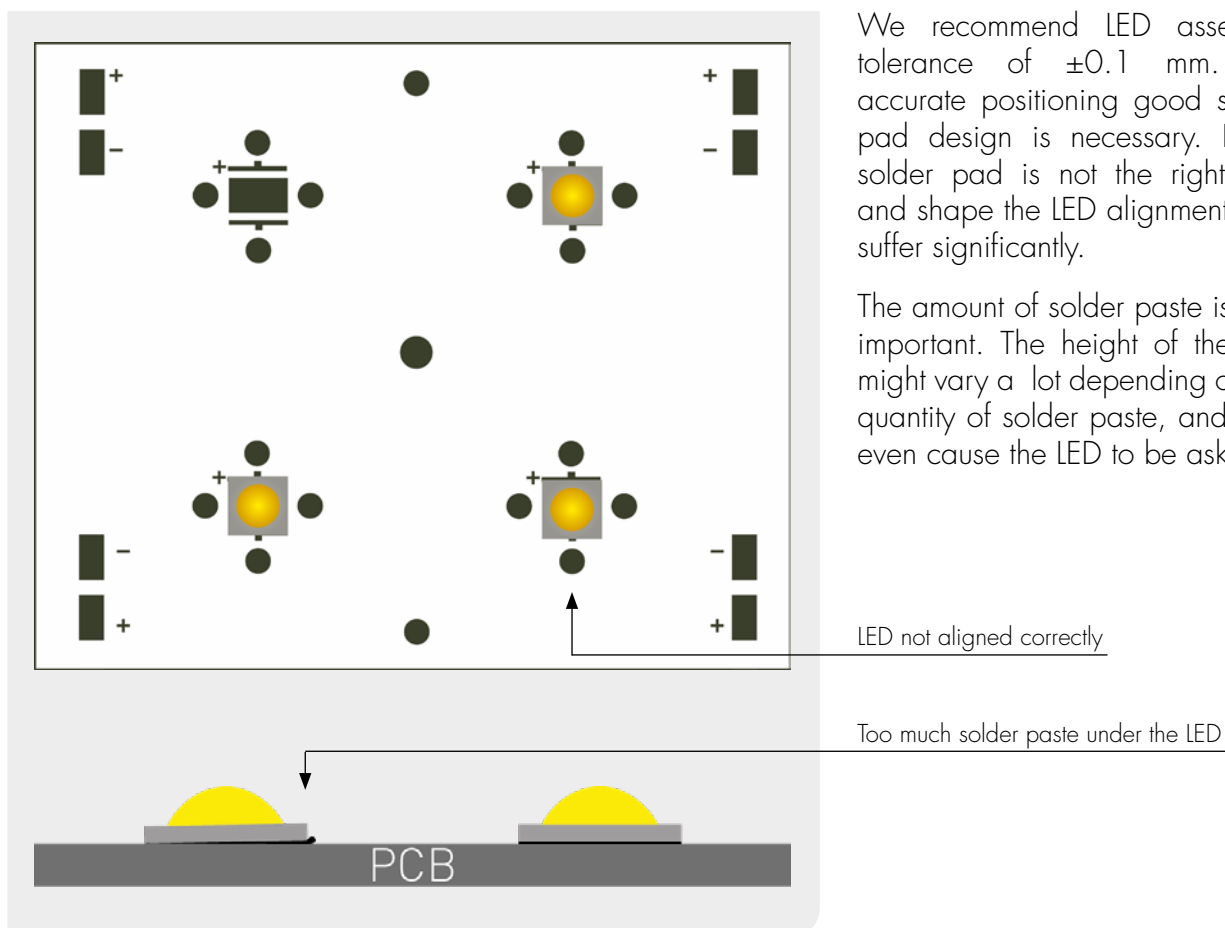 We recommend LED
tolerance of ±0.1 mm.
accurate positioning good
pad design is necessary.
solder pad is not the right
and shape the LED alignment
suffer significantly.
The amount of solder paste is
important. The height of the
might vary a lot depending
quantity of solder paste, and
even cause the LED to be
+
+
-
-
+
+
+
+
-
-
+
+
LED not aligned correctly
Too much solder paste under the LED
PCB